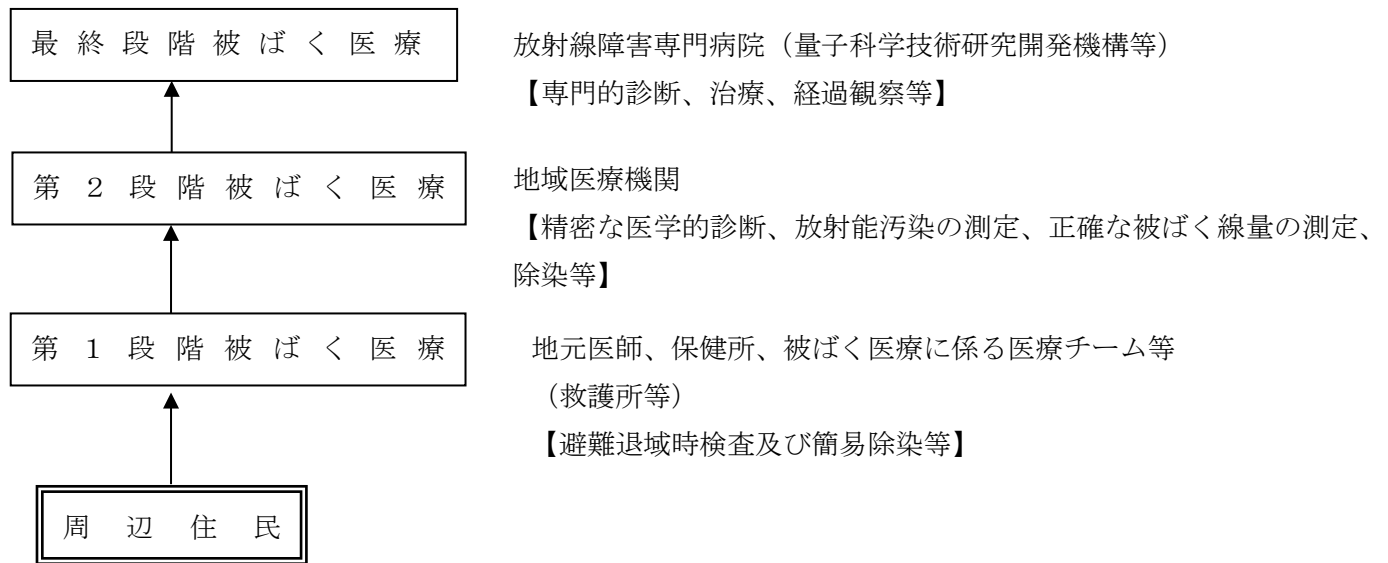 最終段階被ばく医療
放射線障害専門病院（量子科学技術研究開発機構等）
【専門的診断、治療、経過観察等】
第２段階被ばく医療
地域医療機関
【精密な医学的診断、放射能汚染の測定、正確な被ばく線量の測定、
除染等】
第１段階被ばく医療
地元医師、保健所、被ばく医療に係る医療チーム等
（救護所等）
【避難退域時検査及び簡易除染等】
周辺住民